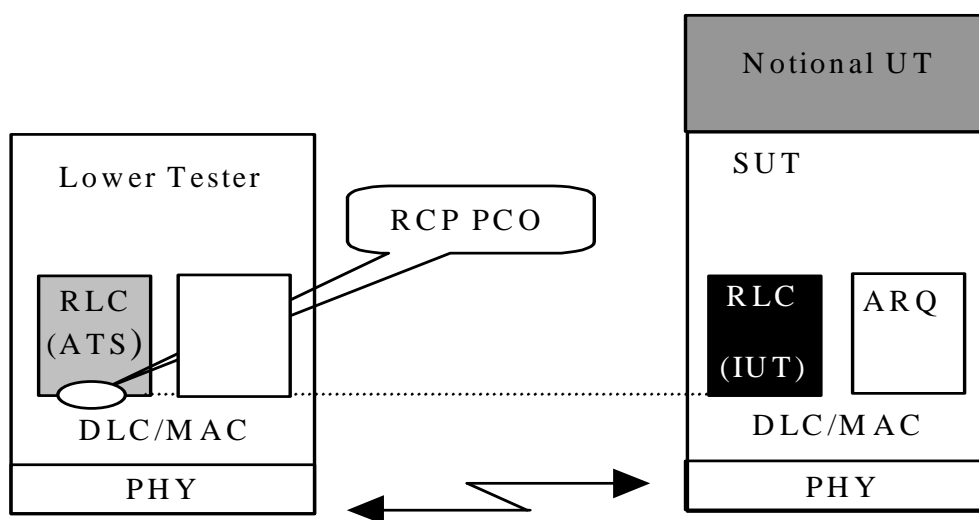 Notional UT
Lower Tester
SUT
RCP PCO
RLC
(ATS)
RLC
(IUT)
ARQ
DLC/MAC
DLC/MAC
PHY
PHY